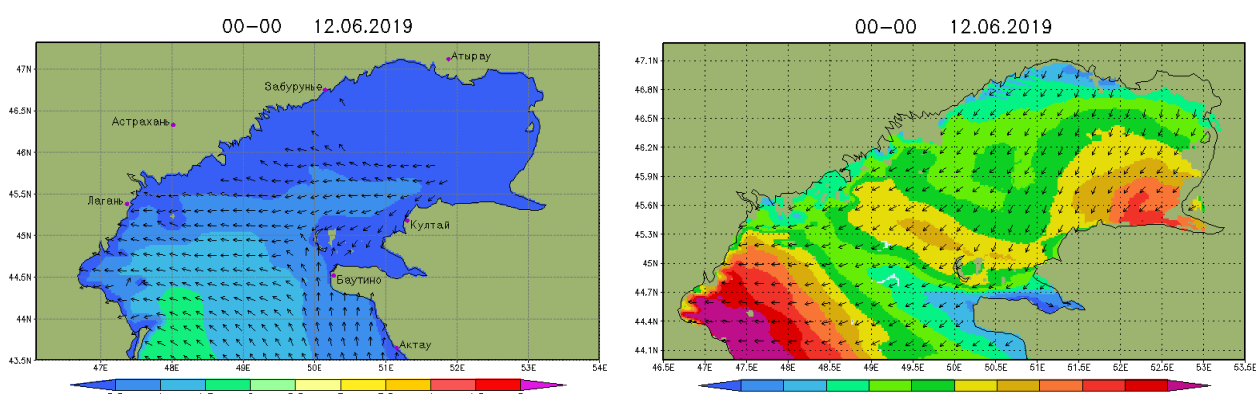 00-00 12.06.2019
47N
46.5N
46N
45.5N
45N
44.5N
44N
43.5N
Атырау
Забурунье
Астрахань
Лагань
Култай
Баутино
Актау
47E 48E 49E 50E 51E 52E 53E 54E
00-00 12.06.2019
47.1N
46.8N
46.5N
46.2N
45.9N
45.6N
45.3N
45N
44.7N
44.4N
44.1N
46.5E 47E 47.5E 48E 48.5E 49E 49.5E 50E 50.5E 51E 51.5E 52E 52.5E 53E 53.5E